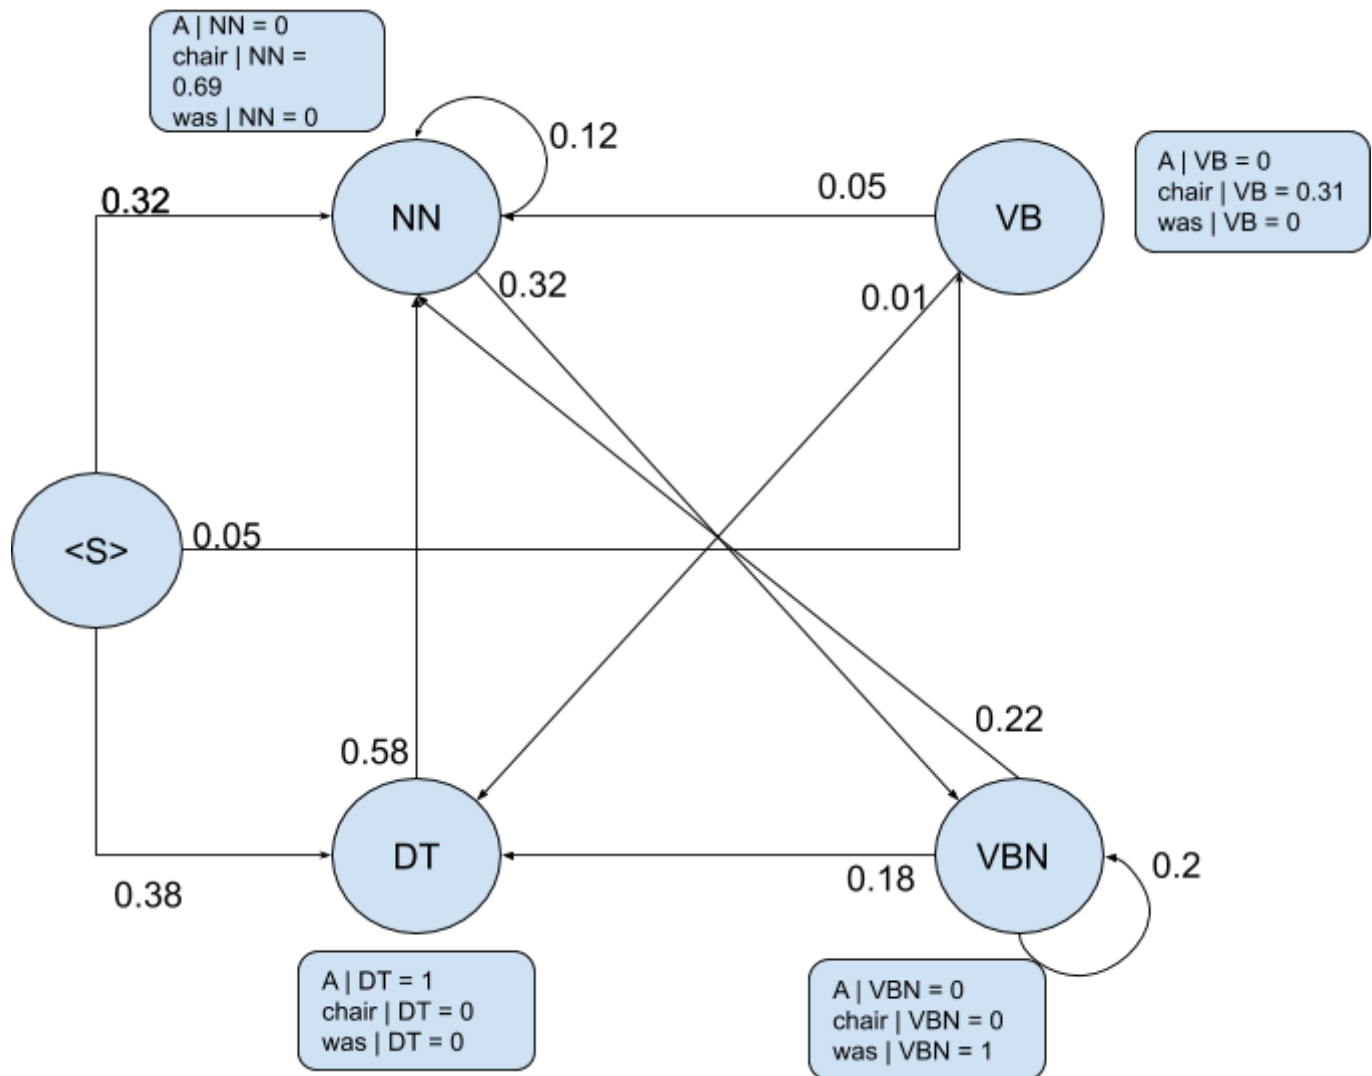 A | NN = 0
chair | NN =
0.69
was | NN = 0
0.12
0.32
NN
0.05
VB
A | VB = 0
chair | VB = 0.31
was | VB = 0
0.32
0.01
<S>
0.05
0.58
0.22
DT
0.18
VBN
0.2
0.38
A | DT = 1
chair | DT = 0
was | DT = 0
A | VBN = 0
chair | VBN = 0
was | VBN = 1